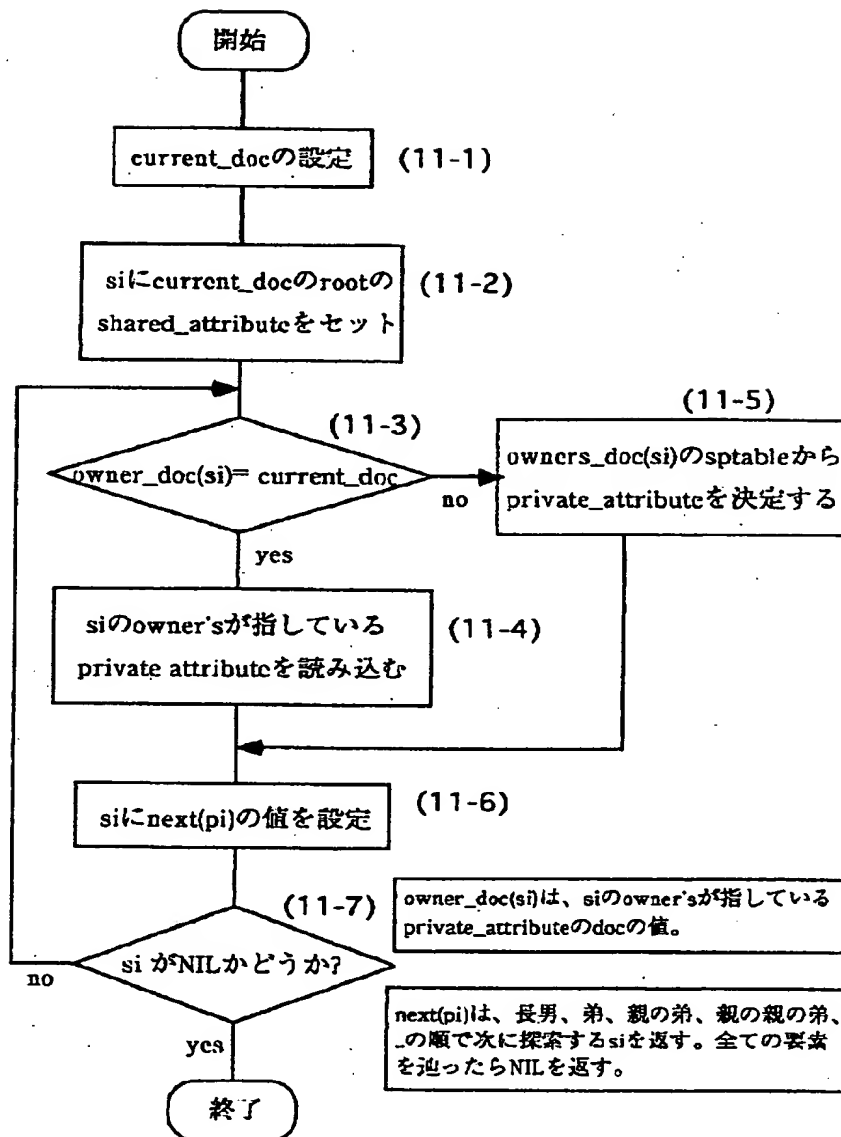 開始
current_docの設定
(11-1)
siにcurrent_docのrootの
shared_attributeをセット
(11-2)
(11-3)
owner_doc(si)= current_doc
no
yes
(11-5)
owners_doc(si)のsptableから
private_attributeを決定する
siのowner'sが指している
private attributeを読み込む
(11-4)
siにnext(pi)の値を設定
(11-6)
(11-7)
si がNILかどうか?
no
yes
owner_doc(si)は、siのowner'sが指している
private_attributeのdocの値。
next(pi)は、長男、弟、親の弟、親の親の弟、
..の順で次に探索するsiを返す。全ての要素
を辿ったらNILを返す。
終了